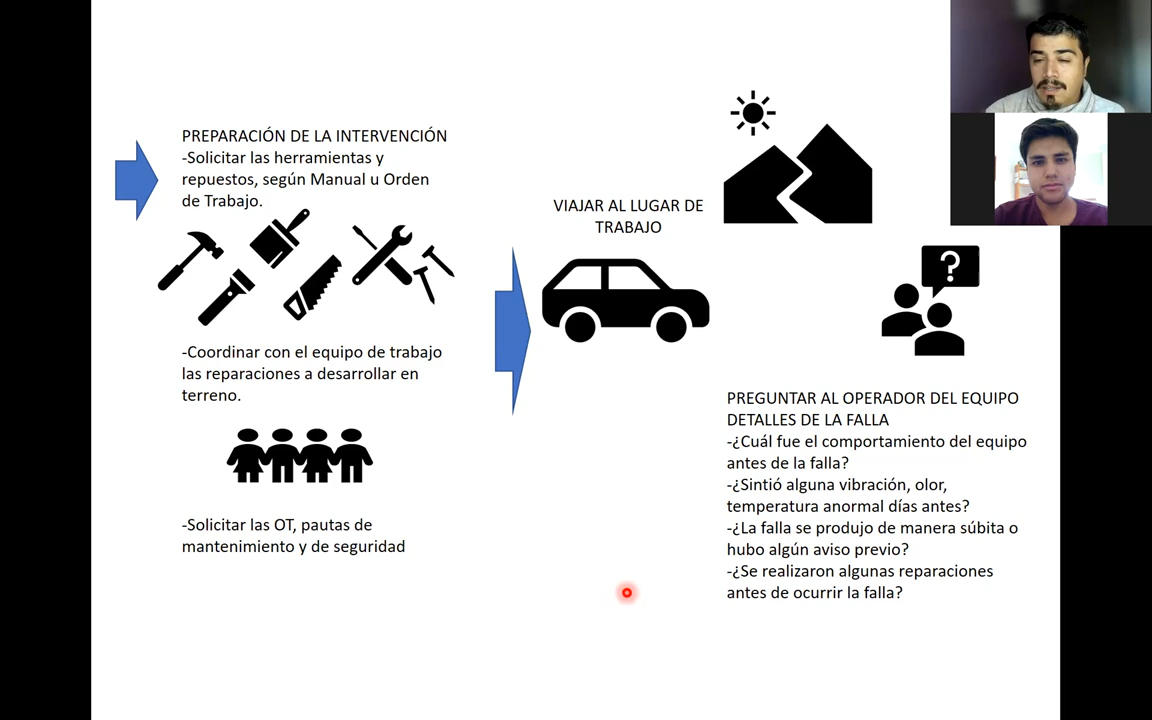 PREPARACIÓN DE LA INTERVENCIÓN
-Solicitar las herramientas y
repuestos, según Manual u Orden
de Trabajo.
-Coordinar con el equipo de trabajo
las reparaciones a desarrollar en
terreno.
-Solicitar las OT, pautas de
mantenimiento y de seguridad
VIAJAR AL LUGAR DE
TRABAJO
?
PREGUNTAR AL OPERADOR DEL EQUIPO
DETALLES DE LA FALLA
-¿Cuál fue el comportamiento del equipo
antes de la falla?
-¿Sintió alguna vibración, olor,
temperatura anormal días antes?
-¿La falla se produjo de manera súbita o
hubo algún aviso previo?
-¿Se realizaron algunas reparaciones
antes de ocurrir la falla?